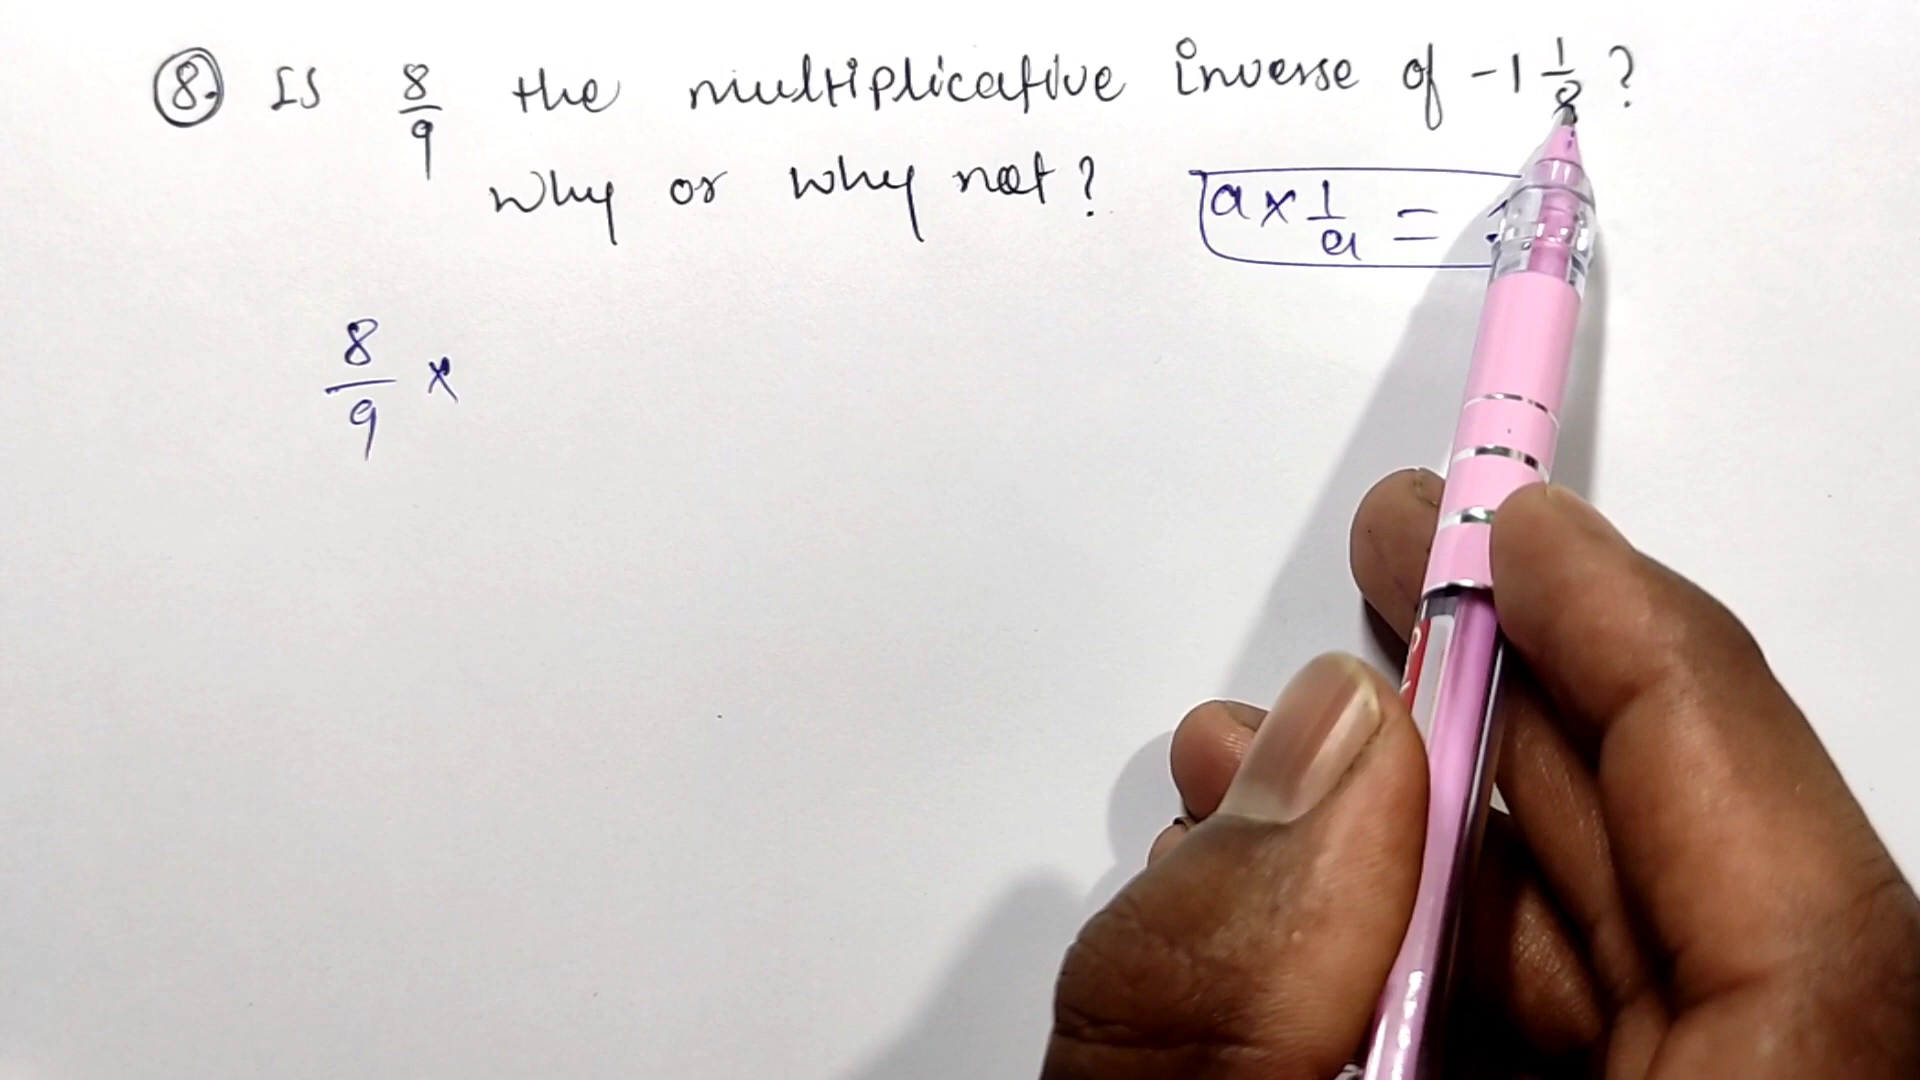 8. Is 8/9 the multiplicative inverse of -1 1/8 ?
Why or why not?
a × 1/a =
8/9 ×